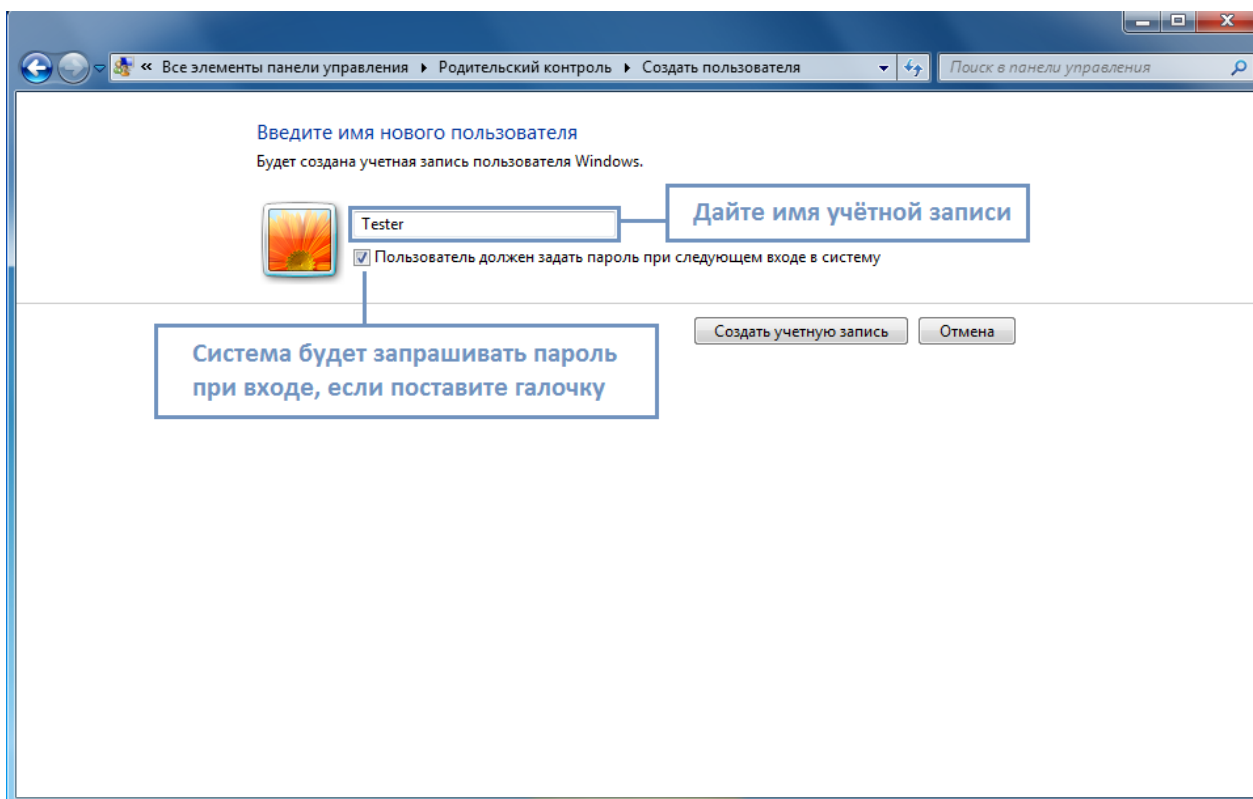 « Все элементы панели управления ▸ Родительский контроль ▸ Создать пользователя
Поиск в панели управления
Введите имя нового пользователя
Будет создана учетная запись пользователя Windows.
Tester
Дайте имя учётной записи
Пользователь должен задать пароль при следующем входе в систему
Создать учетную запись
Отмена
Система будет запрашивать пароль
при входе, если поставите галочку